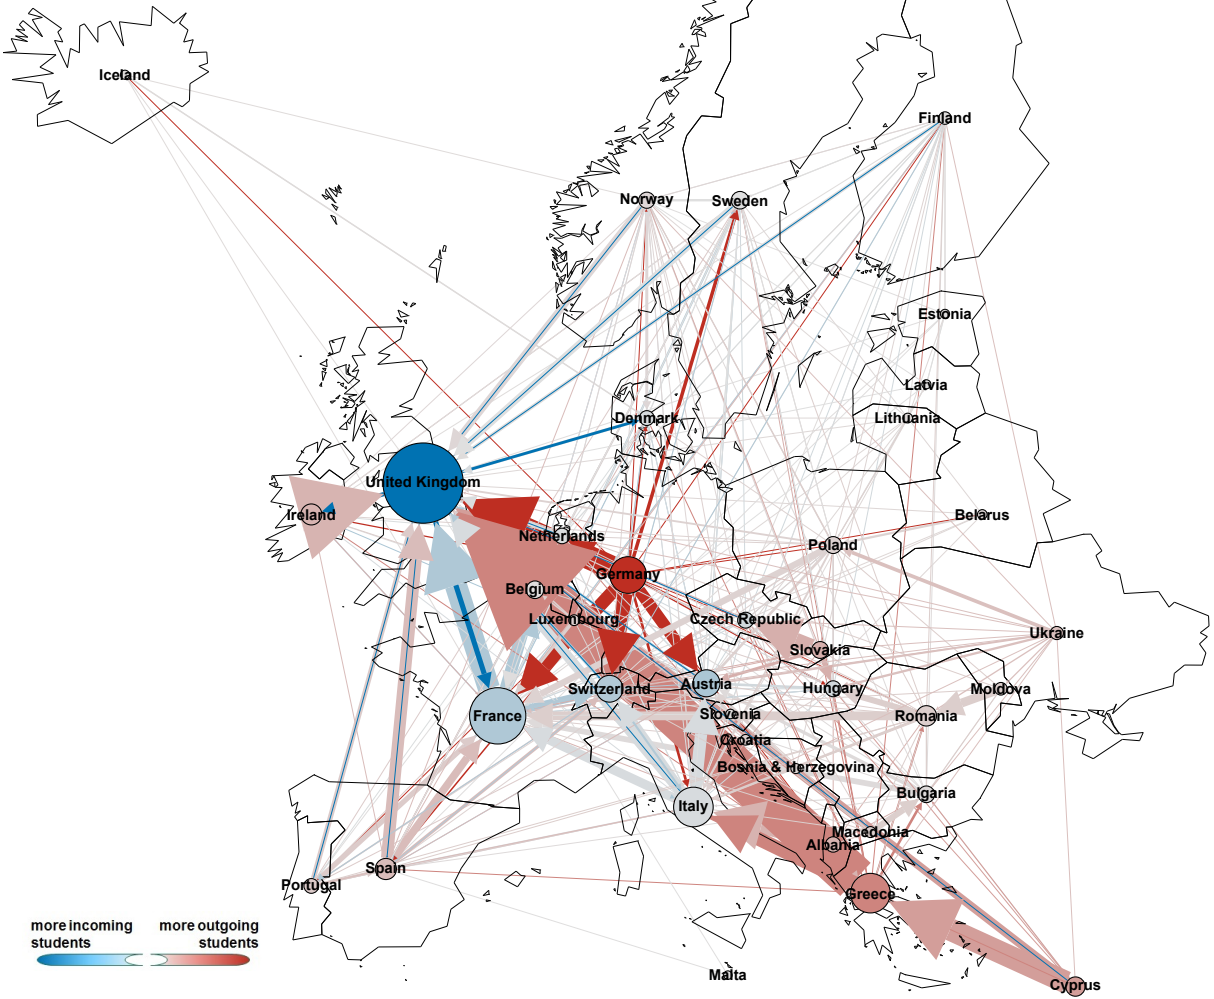 Iceland
Finland
Norway
Sweden
Estonia
Latvia
Denmark
Lithuania
United Kingdom
Ireland
Belarus
Netherlands
Poland
Germany
Belgium
Luxembourg
Czech Republic
Ukraine
Slovakia
Switzerland
Austria
Hungary
Moldova
France
Slovenia
Romania
Croatia
Bosnia & Herzegovina
Bulgaria
Italy
Macedonia
Albania
Spain
Portugal
Greece
more incoming
students
more outgoing
students
Malta
Cyprus